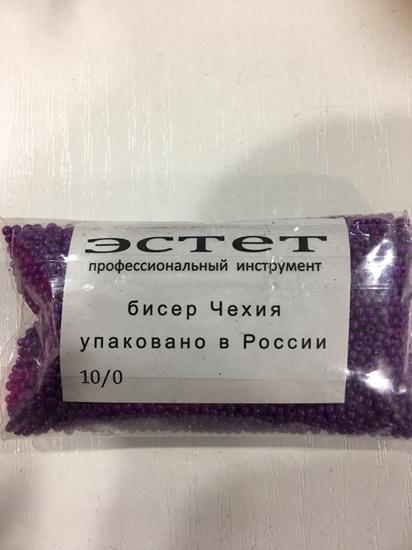 эстет
профессиональный инструмент
бисер Чехия
упаковано в России
10/0